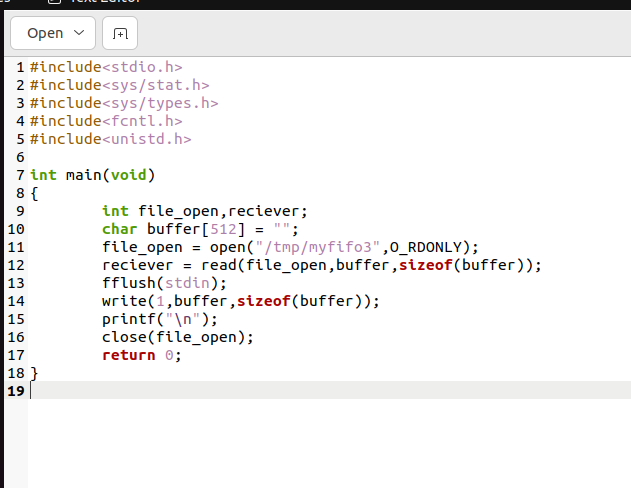 Text Editor
Open
1 #include<stdio.h>
2 #include<sys/stat.h>
3 #include<sys/types.h>
4 #include<fcntl.h>
5 #include<unistd.h>
6
7 int main(void)
8 {
9         int file_open,reciever;
10         char buffer[512] = "";
11         file_open = open("/tmp/myfifo3",O_RDONLY);
12         reciever = read(file_open,buffer,sizeof(buffer));
13         fflush(stdin);
14         write(1,buffer,sizeof(buffer));
15         printf("\n");
16         close(file_open);
17         return 0;
18 }
19